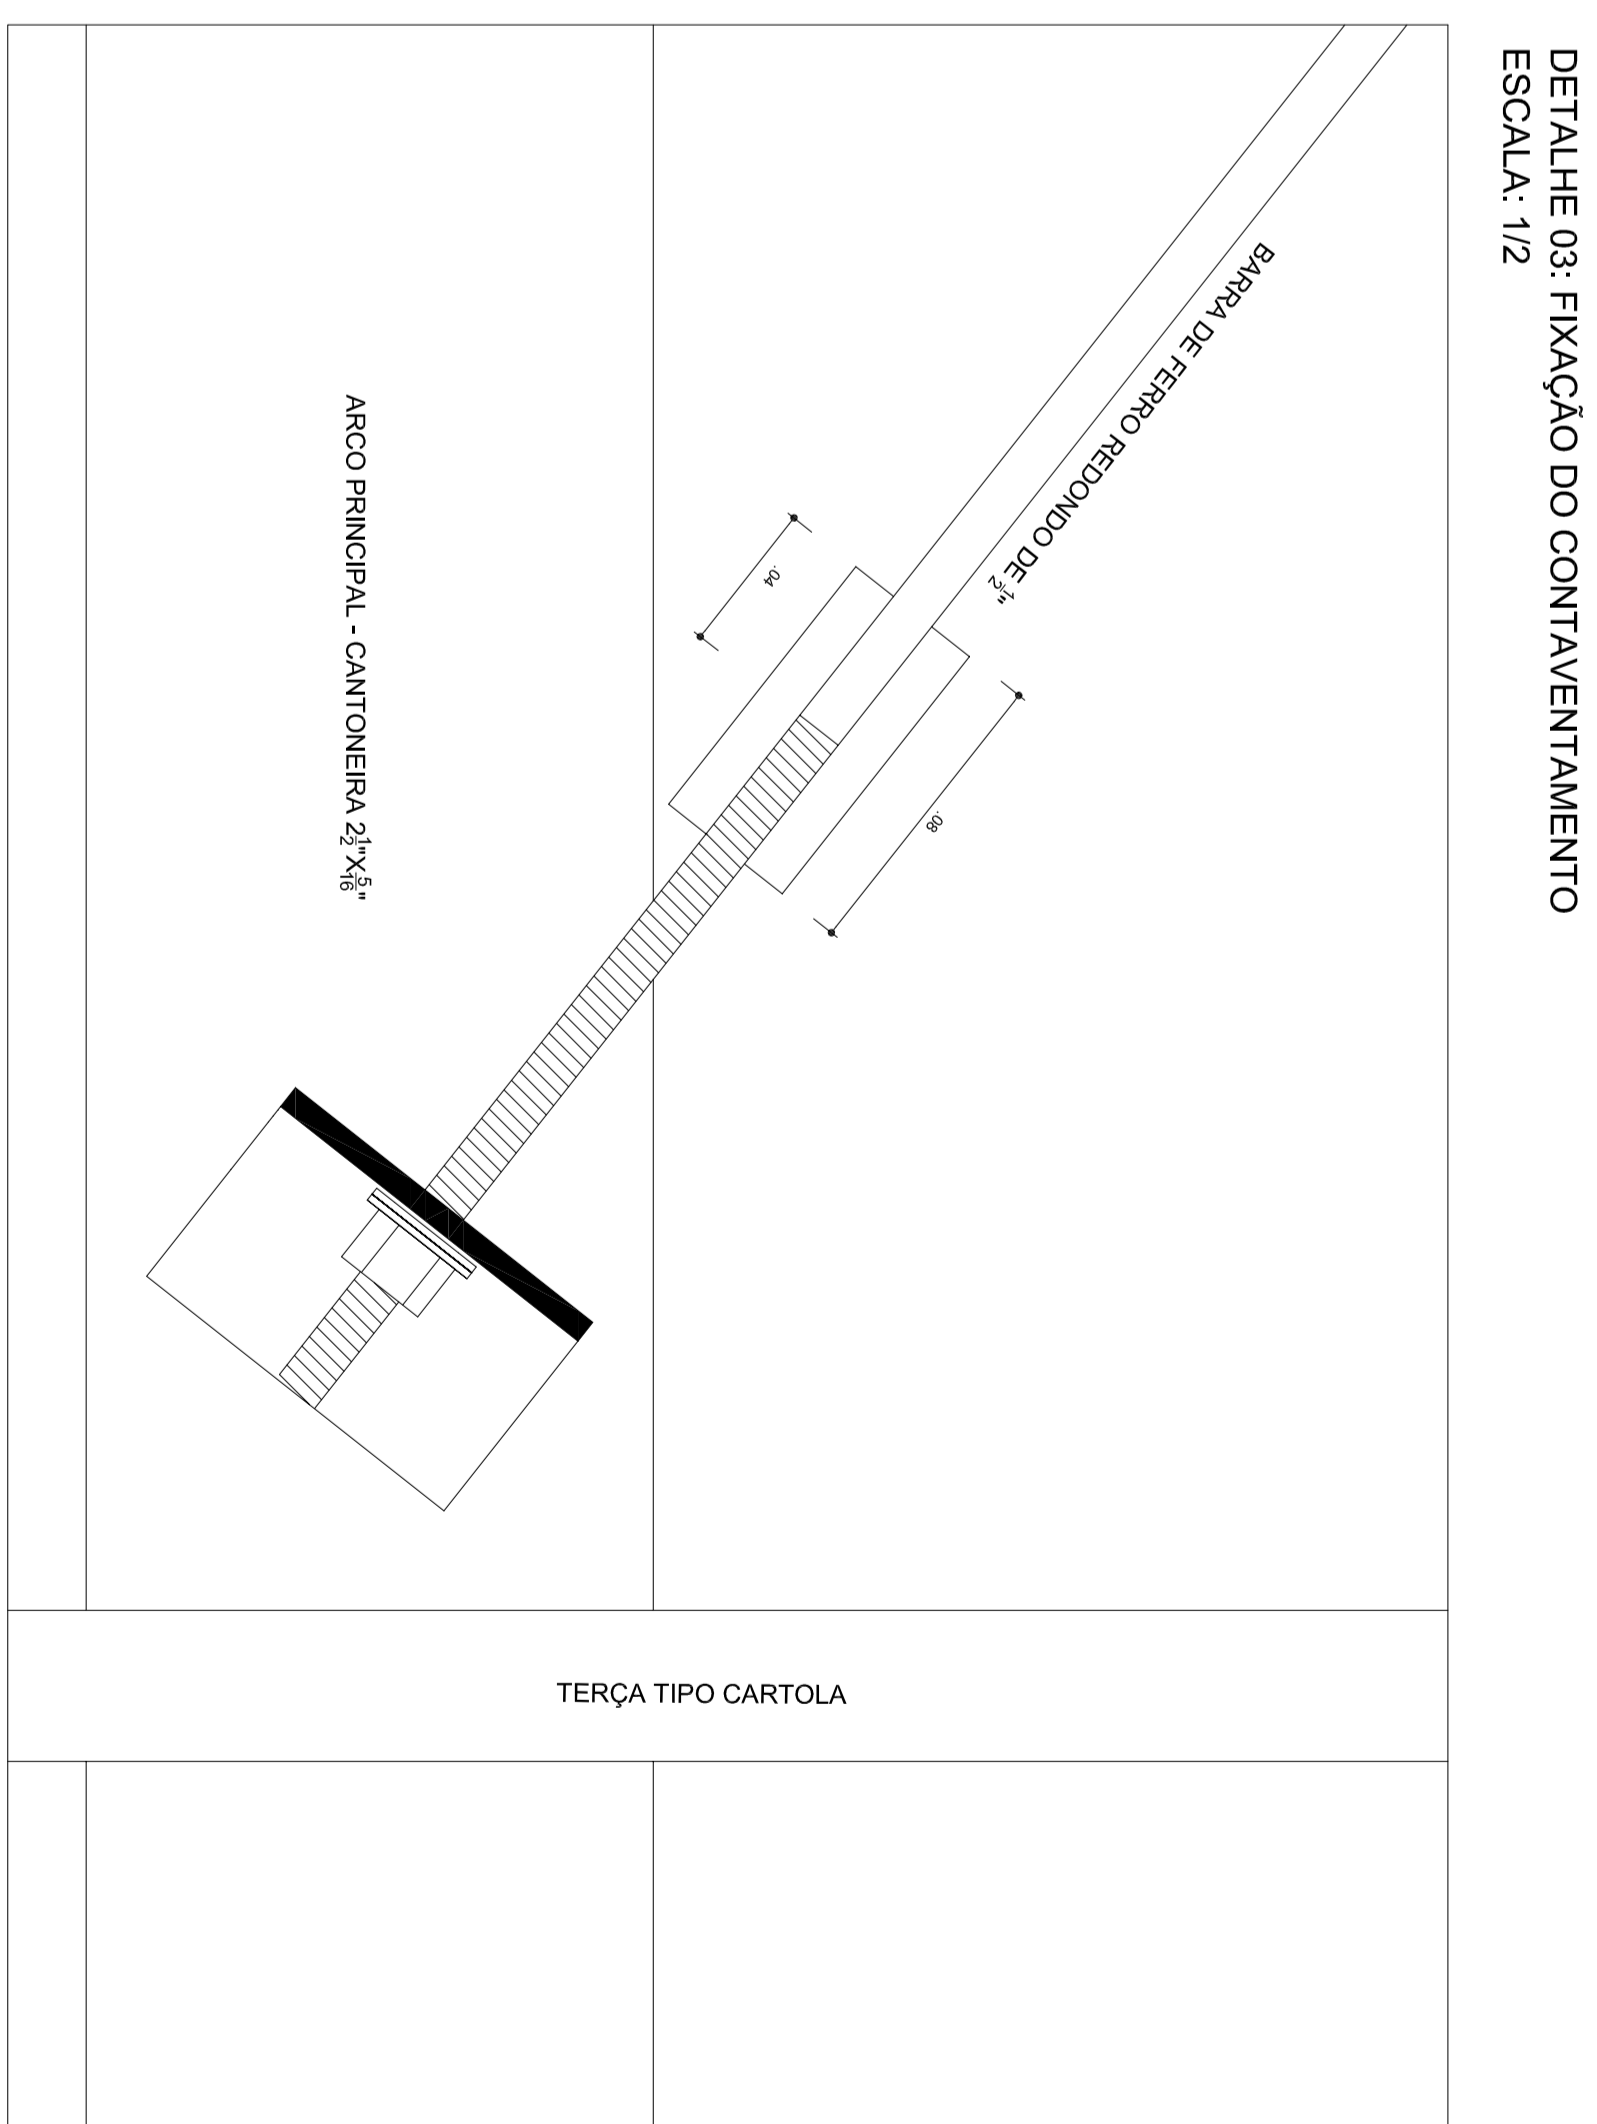 DETALHE 03: FIXAÇÃO DO CONTAVENTAMENTO
ESCALA: 1/2
BARRA DE FERRO REDONDO DE 1/2"
.04
.08
ARCO PRINCIPAL - CANTONEIRA 2 1/2"X 5/16"
TERÇA TIPO CARTOLA